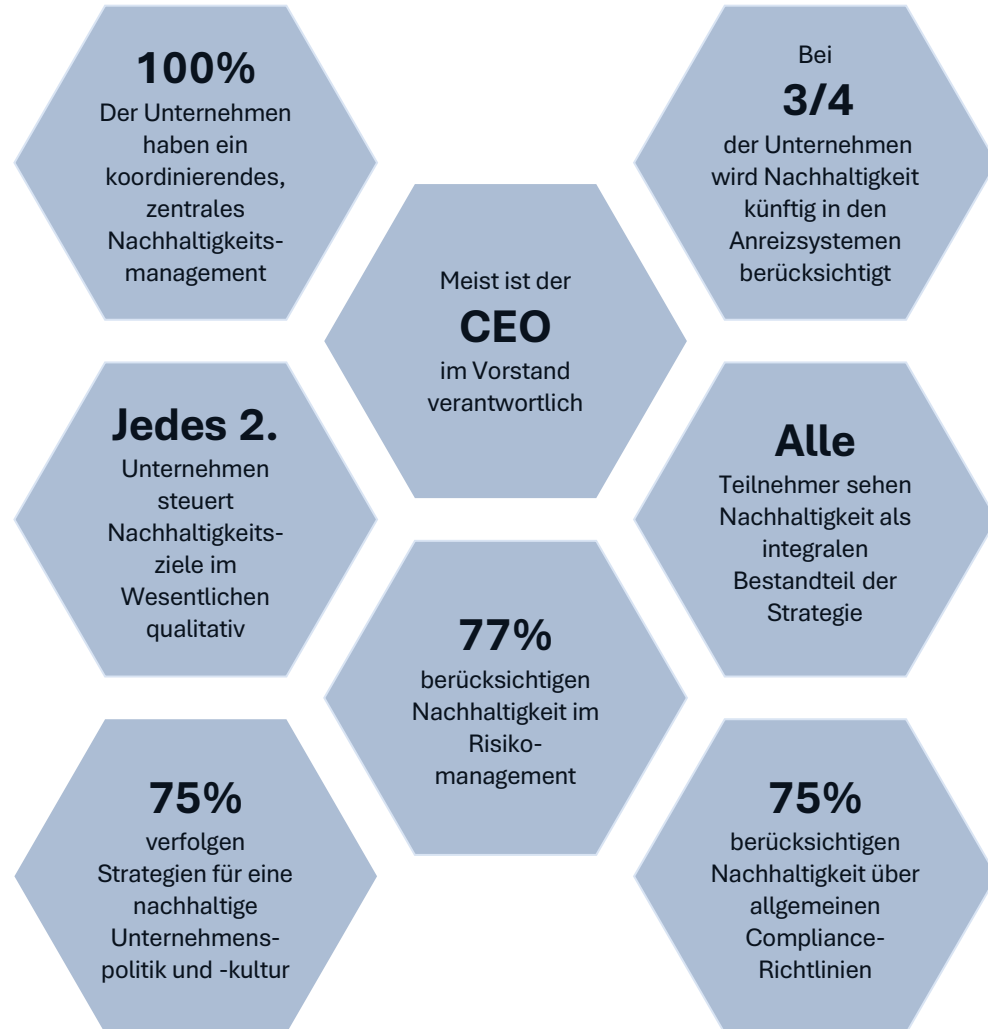 100%
Der Unternehmen
haben ein
koordinierendes,
zentrales
Nachhaltigkeits-
management
Bei
3/4
der Unternehmen
wird Nachhaltigkeit
künftig in den
Anreizsystemen
berücksichtigt
Meist ist der
CEO
im Vorstand
verantwortlich
Jedes 2.
Unternehmen
steuert
Nachhaltigkeits-
ziele im
Wesentlichen
qualitativ
Alle
Teilnehmer sehen
Nachhaltigkeit als
integralen
Bestandteil der
Strategie
77%
berücksichtigen
Nachhaltigkeit im
Risiko-
management
75%
verfolgen
Strategien für eine
nachhaltige
Unternehmens-
politik und -kultur
75%
berücksichtigen
Nachhaltigkeit über
allgemeinen
Compliance-
Richtlinien